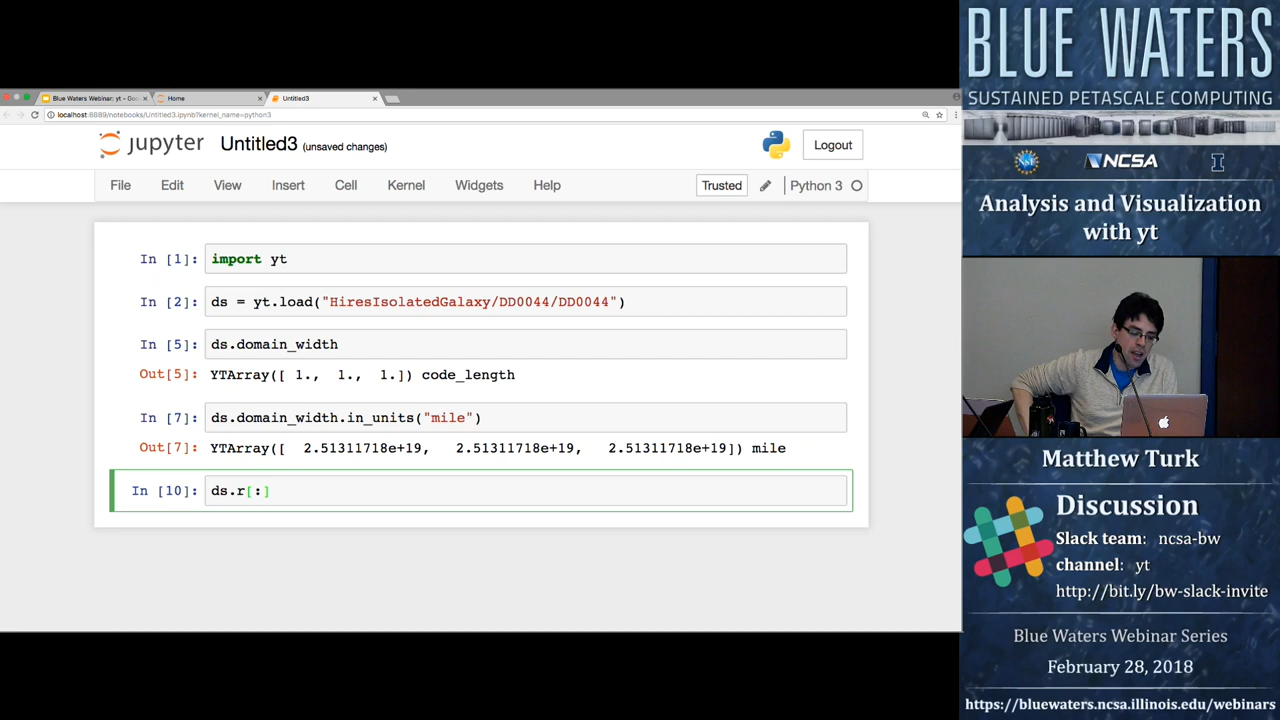 Blue Waters Webinar: yt - Goo
Home
Untitled3
localhost:8889/notebooks/Untitled3.ipynb?kernel_name=python3
jupyter Untitled3 (unsaved changes)
Logout
File Edit View Insert Cell Kernel Widgets Help
Trusted
Python 3
In [1]: import yt
In [2]: ds = yt.load("HiresIsolatedGalaxy/DD0044/DD0044")
In [5]: ds.domain_width
Out[5]: YTArray([ 1., 1., 1.]) code_length
In [7]: ds.domain_width.in_units("mile")
Out[7]: YTArray([ 2.51311718e+19, 2.51311718e+19, 2.51311718e+19]) mile
In [10]: ds.r[:]
BLUE WATERS
SUSTAINED PETASCALE COMPUTING
NSF
NCSA
I
Analysis and Visualization
with yt
Matthew Turk
Discussion
Slack team: ncsa-bw
channel: yt
http://bit.ly/bw-slack-invite
Blue Waters Webinar Series
February 28, 2018
https://bluewaters.ncsa.illinois.edu/webinars